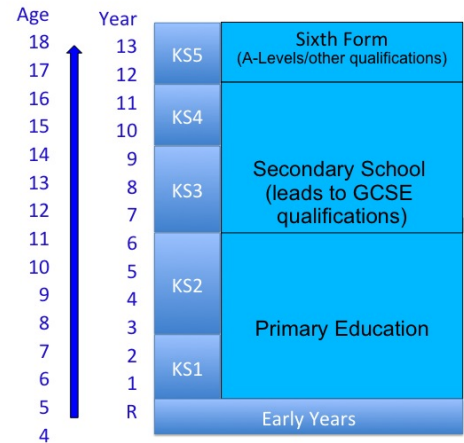 Age
18
17
16
15
14
13
12
11
10
9
8
7
6
5
4
Year
13
12
11
10
9
8
7
6
5
4
3
2
1
R
KS5
KS4
KS3
KS2
KS1
Sixth Form
(A-Levels/other qualifications)
Secondary School
(leads to GCSE
qualifications)
Primary Education
Early Years